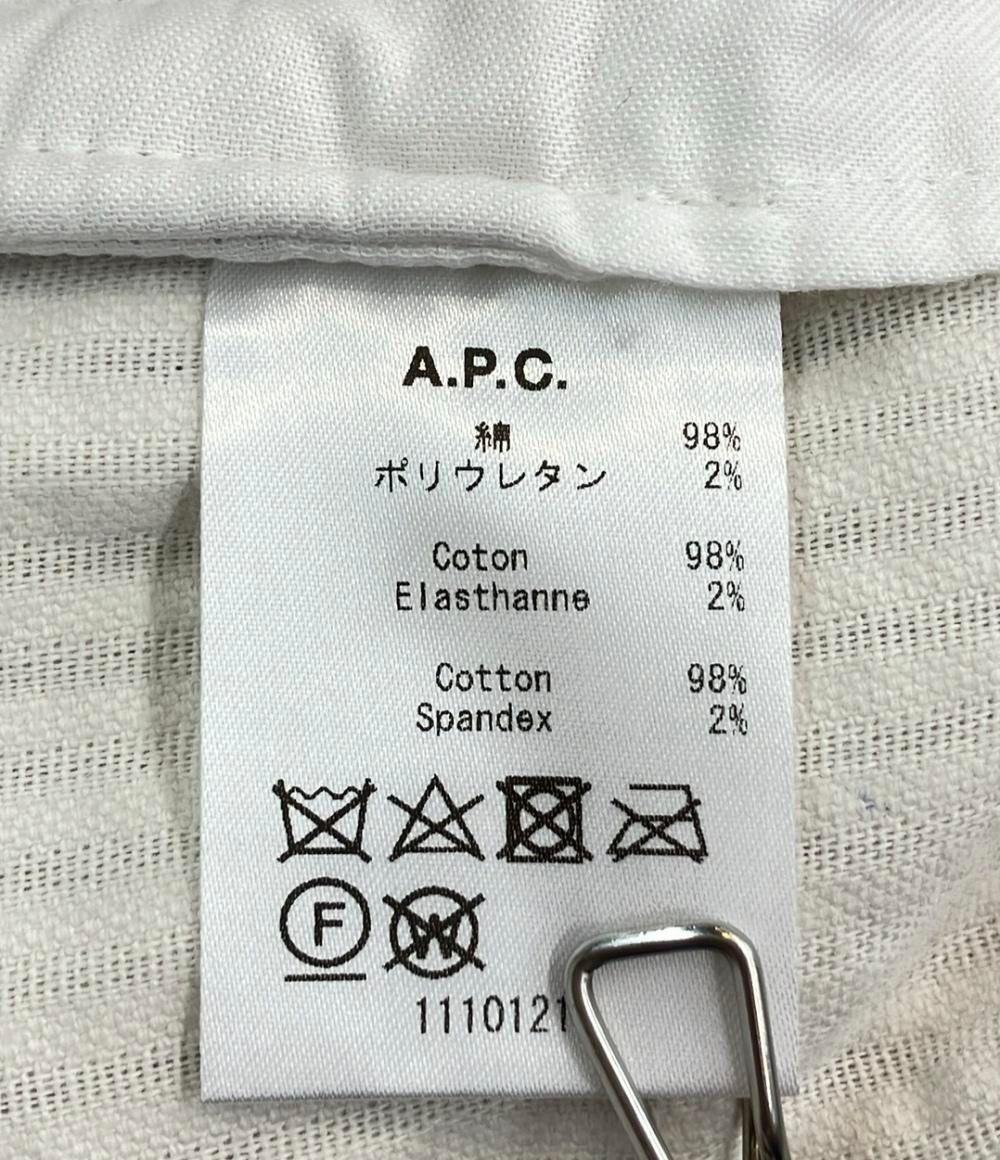 A.P.C.
綿 98%
ポリウレタン 2%
Coton 98%
Elasthanne 2%
Cotton 98%
Spandex 2%
F W
1110121